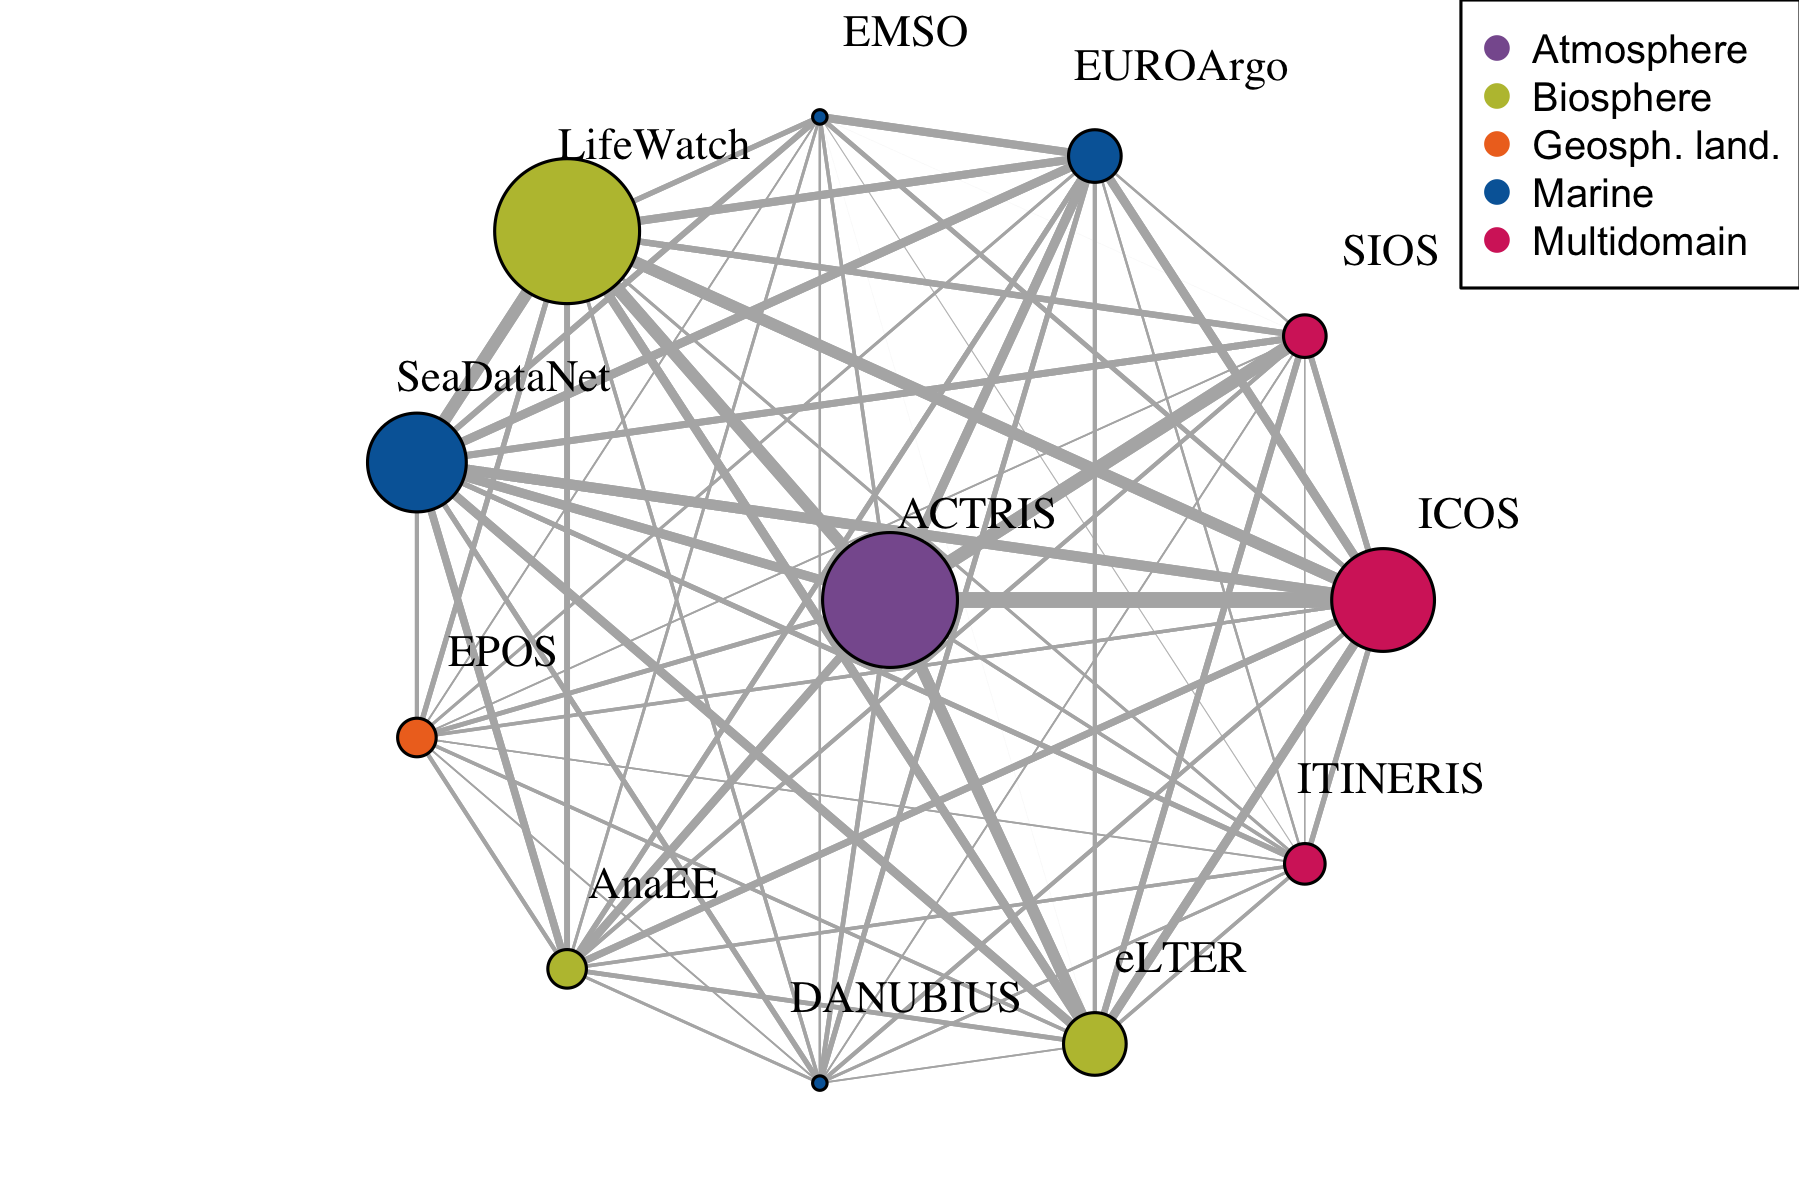 EMSO
EUROArgo
Atmosphere
Biosphere
Geosph. land.
Marine
Multidomain
LifeWatch
SIOS
SeaDataNet
ACTRIS
ICOS
EPOS
ITINERIS
AnaEE
eLTER
DANUBIUS